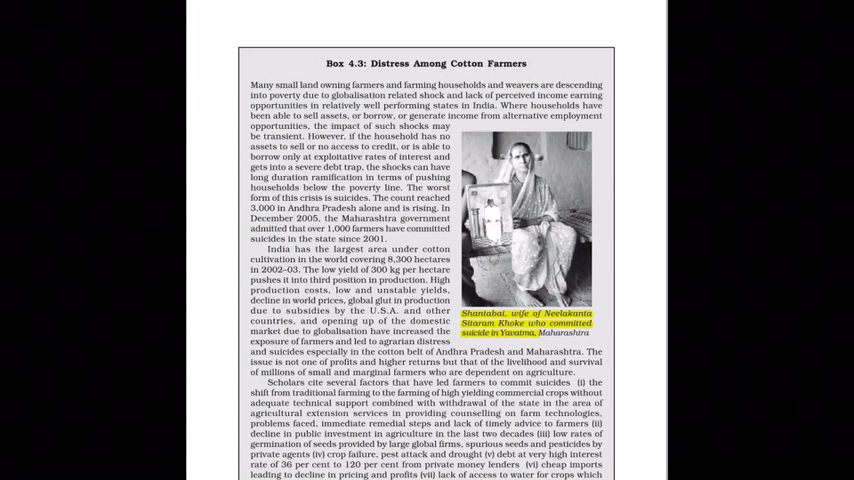 Box 4.3: Distress Among Cotton Farmers
Many small land owning farmers and farming households and weavers are descending
into poverty due to globalisation related shock and lack of perceived income earning
opportunities in relatively well performing states in India. Where households have
been able to sell assets, or borrow, or generate income from alternative employment
opportunities, the impact of such shocks may
be transient. However, if the household has no
assets to sell or no access to credit, or is able to
borrow only at exploitative rates of interest and
gets into a severe debt trap, the shocks can have
long duration ramification in terms of pushing
households below the poverty line. The worst
form of this crisis is suicides. The count reached
3,000 in Andhra Pradesh alone and is rising. In
December 2005, the Maharashtra government
admitted that over 1,000 farmers have committed
suicides in the state since 2001.
India has the largest area under cotton
cultivation in the world covering 8,300 hectares
in 2002–03. The low yield of 300 kg per hectare
pushes it into third position in production. High
production costs, low and unstable yields,
decline in world prices, global glut in production
due to subsidies by the U.S.A. and other
countries, and opening up of the domestic
market due to globalisation have increased the
exposure of farmers and led to agrarian distress
Shantabai, wife of Neelakanta
Sitaram Khoke who committed
suicide in Yavatma, Maharashtra
and suicides especially in the cotton belt of Andhra Pradesh and Maharashtra. The
issue is not one of profits and higher returns but that of the livelihood and survival
of millions of small and marginal farmers who are dependent on agriculture.
Scholars cite several factors that have led farmers to commit suicides (i) the
shift from traditional farming to the farming of high yielding commercial crops without
adequate technical support combined with withdrawal of the state in the area of
agricultural extension services in providing counselling on farm technologies,
problems faced, immediate remedial steps and lack of timely advice to farmers (ii)
decline in public investment in agriculture in the last two decades (iii) low rates of
germination of seeds provided by large global firms, spurious seeds and pesticides by
private agents (iv) crop failure, pest attack and drought (v) debt at very high interest
rate of 36 per cent to 120 per cent from private money lenders (vi) cheap imports
leading to decline in pricing and profits (vii) lack of access to water for crops which